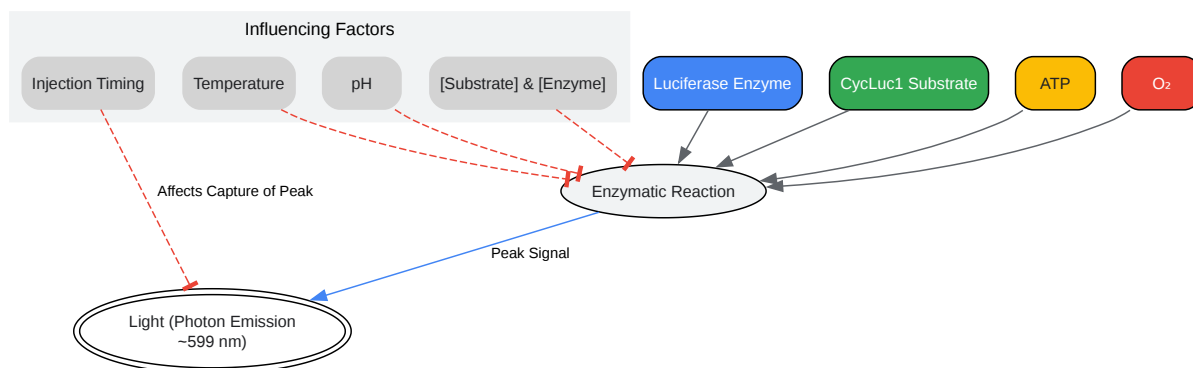 Influencing Factors
Injection Timing
Temperature
pH
[Substrate] & [Enzyme]
Luciferase Enzyme
CycLuc1 Substrate
ATP
O₂
Affects Capture of Peak
Enzymatic Reaction
Peak Signal
Light (Photon Emission
~599 nm)